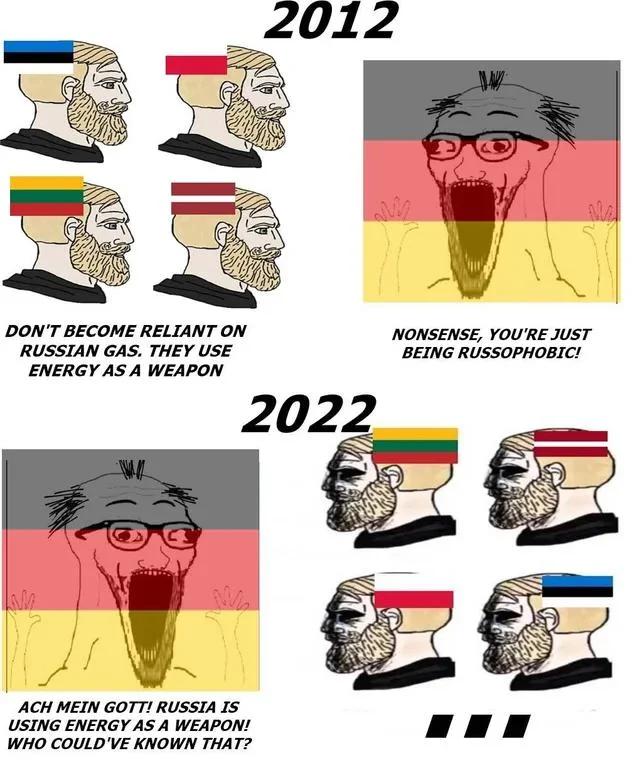 2012
DON'T BECOME RELIANT ON
RUSSIAN GAS. THEY USE
ENERGY AS A WEAPON
NONSENSE, YOU'RE JUST
BEING RUSSOPHOBIC!
2022
ACH MEIN GOTT! RUSSIA IS
USING ENERGY AS A WEAPON!
WHO COULD'VE KNOWN THAT?
...